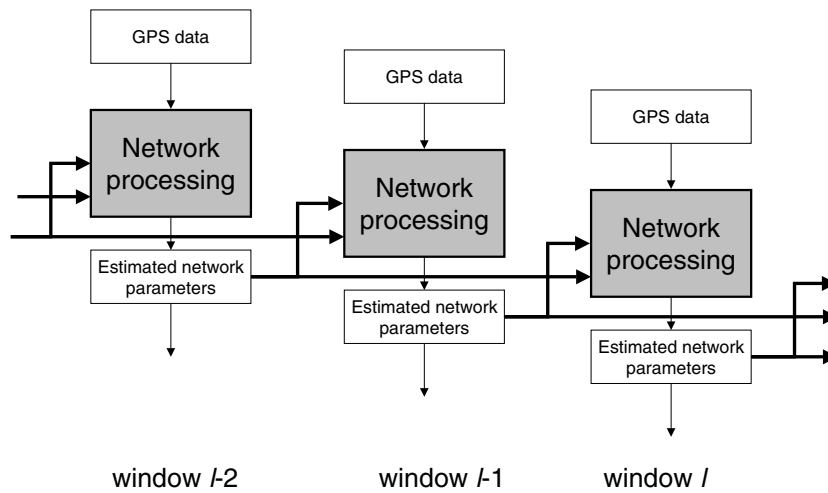 GPS data
Network
processing
Estimated network
parameters
GPS data
Network
processing
Estimated network
parameters
GPS data
Network
processing
Estimated network
parameters
window l-2
window l-1
window l